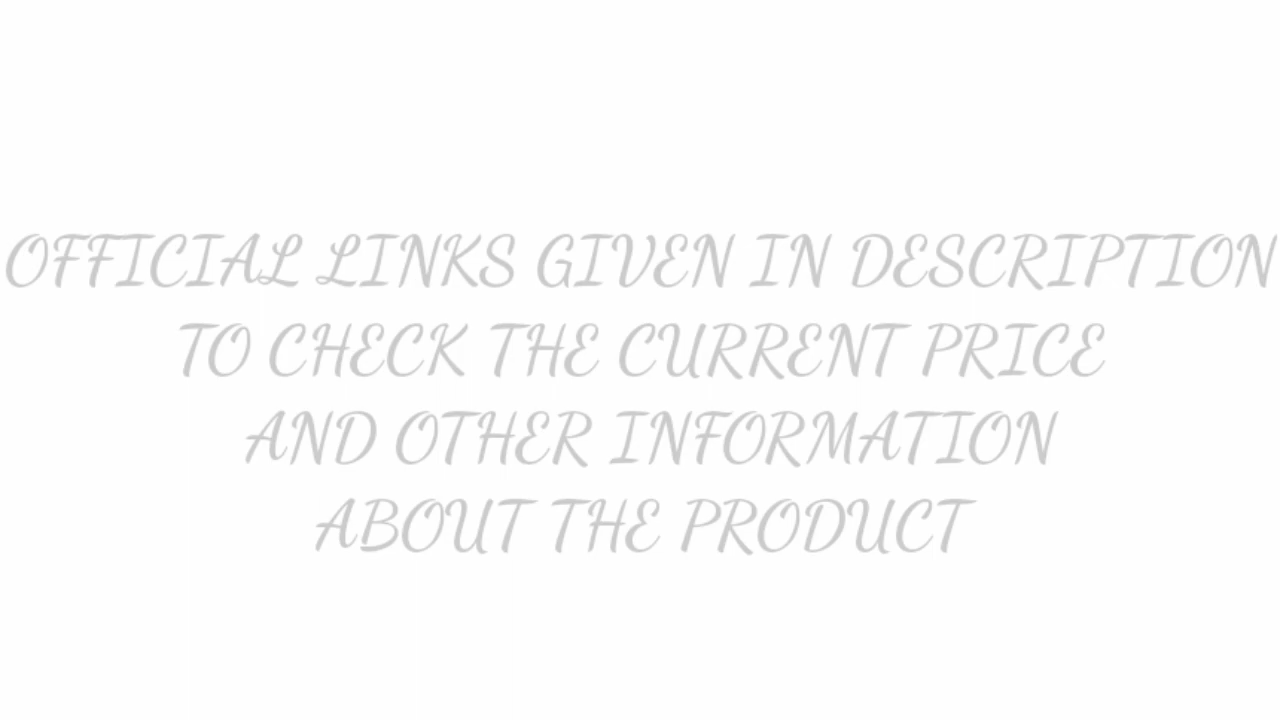 OFFICIAL LINKS GIVEN IN DESCRIPTION
TO CHECK THE CURRENT PRICE
AND OTHER INFORMATION
ABOUT THE PRODUCT